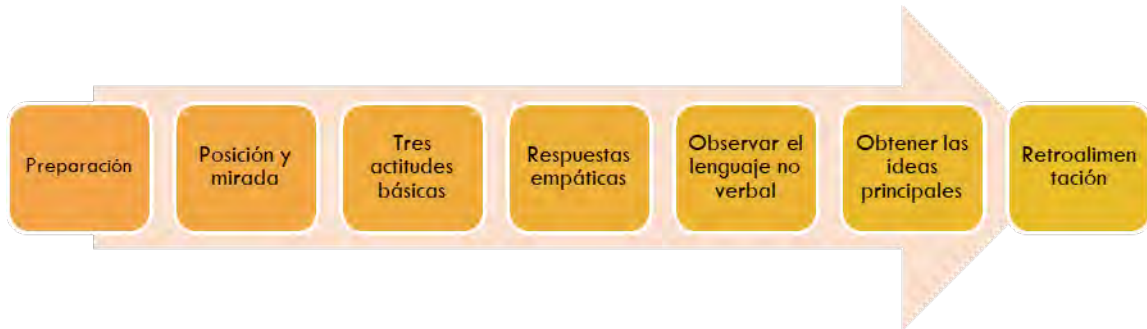 Preparación
Posición y
mirada
Tres
actitudes
básicas
Respuestas
empáticas
Observar el
lenguaje no
verbal
Obtener las
ideas
principales
Retroalimen
tación